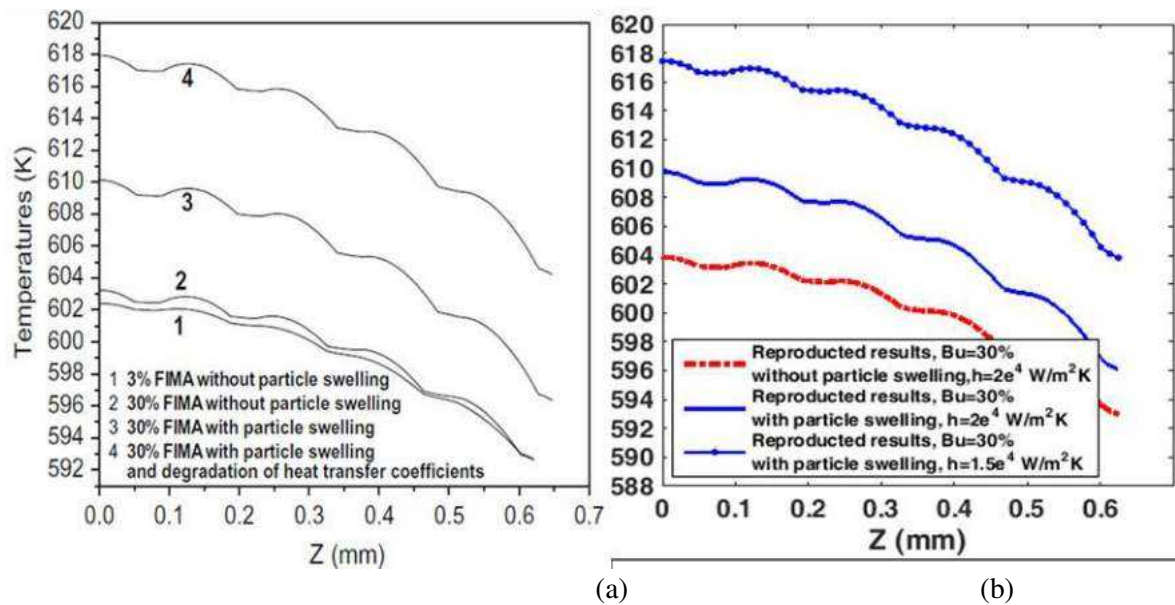 620
618
616
614
612
610
608
606
604
602
600
598
596
594
592
Temperatures (K)
4
3
2
1
1 3% FIMA without particle swelling
2 30% FIMA without particle swelling
3 30% FIMA with particle swelling
4 30% FIMA with particle swelling
and degradation of heat transfer coefficients
0.0 0.1 0.2 0.3 0.4 0.5 0.6 0.7
Z (mm)
(a)
620
618
616
614
612
610
608
606
604
602
600
598
596
594
592
590
588
Reproducted results, Bu=30%
without particle swelling,h=2e⁴ W/m²K
Reproducted results, Bu=30%
with particle swelling, h=2e⁴ W/m²K
Reproducted results, Bu=30%
with particle swelling, h=1.5e⁴ W/m²K
0 0.1 0.2 0.3 0.4 0.5 0.6
Z (mm)
(b)